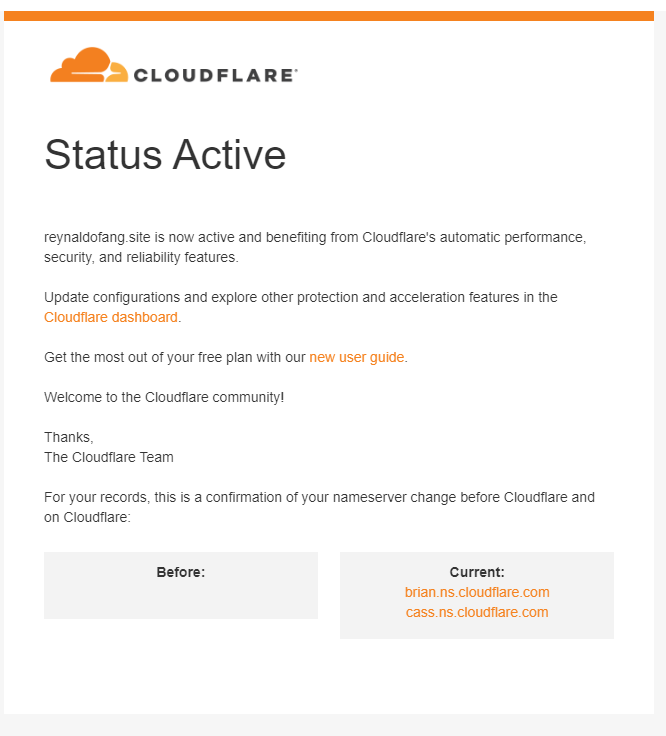 CLOUDFLARE
Status Active
reynaldofang.site is now active and benefiting from Cloudflare's automatic performance,
security, and reliability features.
Update configurations and explore other protection and acceleration features in the
Cloudflare dashboard.
Get the most out of your free plan with our new user guide.
Welcome to the Cloudflare community!
Thanks,
The Cloudflare Team
For your records, this is a confirmation of your nameserver change before Cloudflare and
on Cloudflare:
Before:
Current:
brian.ns.cloudflare.com
cass.ns.cloudflare.com